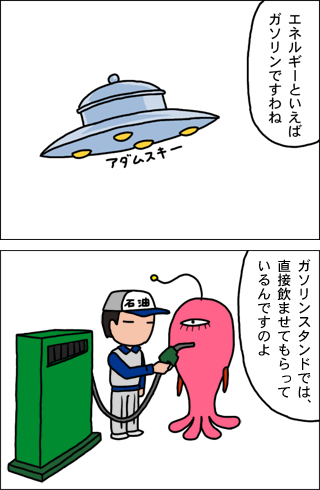 エネルギーといえば
ガソリンですわね
アダムスキー
ガソリンスタンドでは、
直接飲ませてもらって
いるんですのよ
石油